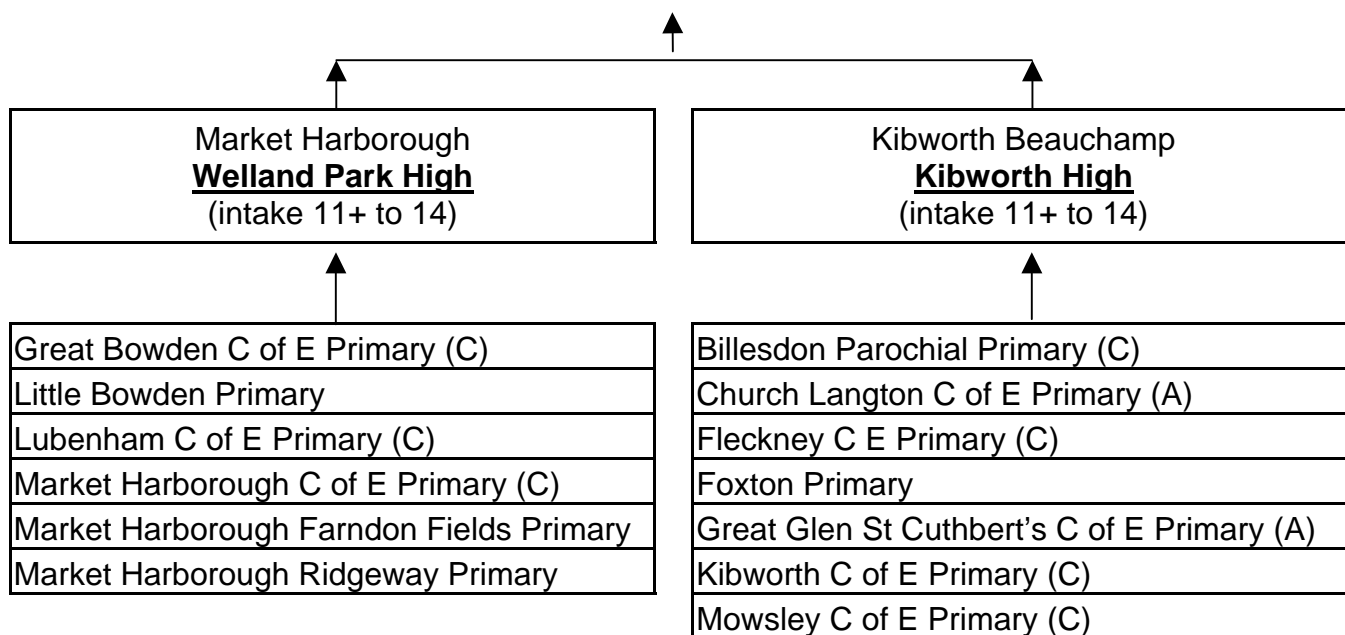 Market Harborough
Welland Park High
(intake 11+ to 14)
Kibworth Beauchamp
Kibworth High
(intake 11+ to 14)
Great Bowden C of E Primary (C)
Little Bowden Primary
Lubenham C of E Primary (C)
Market Harborough C of E Primary (C)
Market Harborough Farndon Fields Primary
Market Harborough Ridgeway Primary
Billesdon Parochial Primary (C)
Church Langton C of E Primary (A)
Fleckney C E Primary (C)
Foxton Primary
Great Glen St Cuthbert's C of E Primary (A)
Kibworth C of E Primary (C)
Mowsley C of E Primary (C)